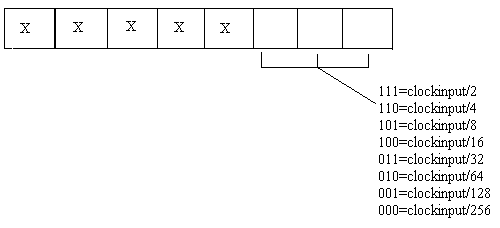 X X X X X
111=clockinput/2
110=clockinput/4
101=clockinput/8
100=clockinput/16
011=clockinput/32
010=clockinput/64
001=clockinput/128
000=clockinput/256